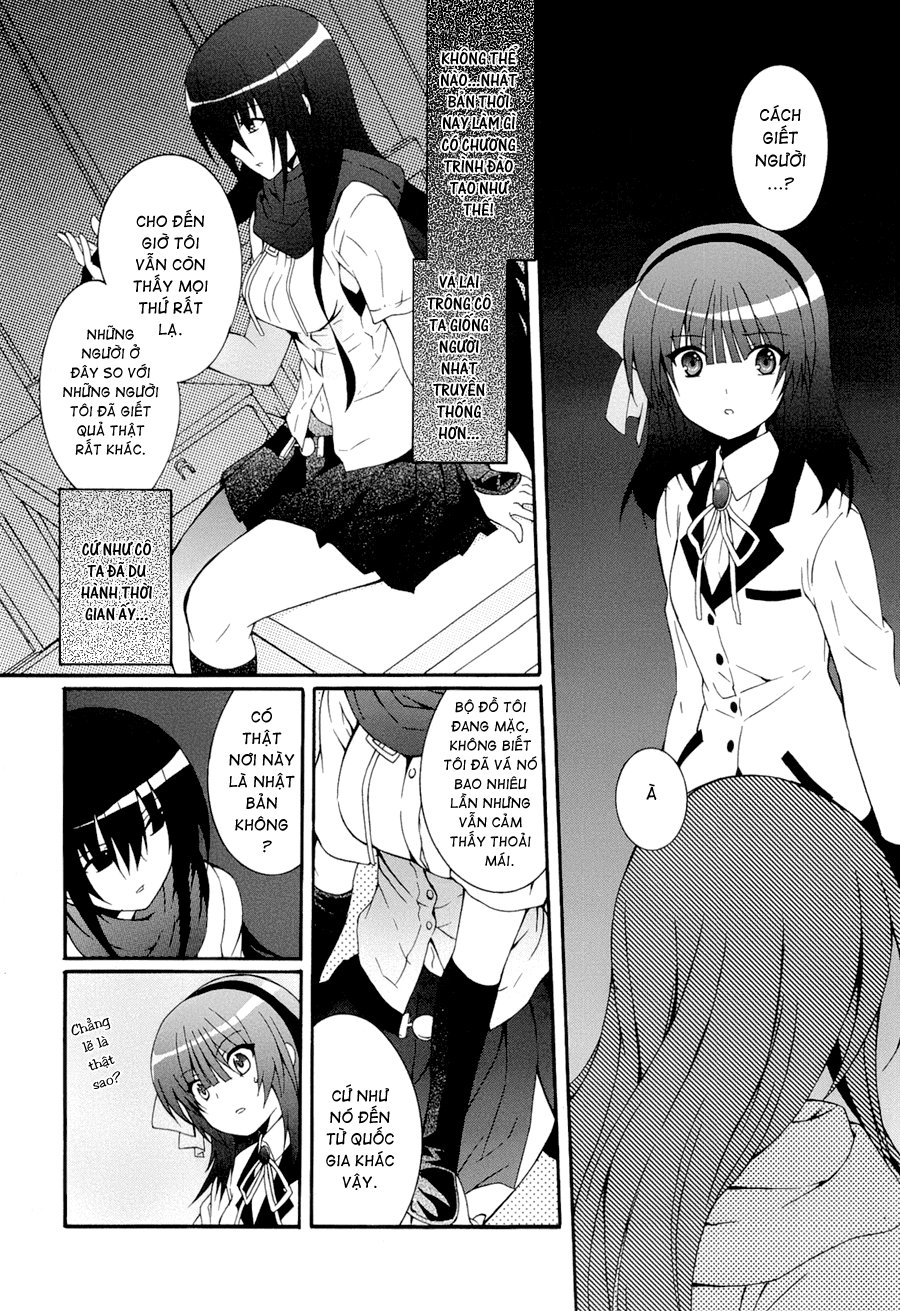 CÁCH
GIẾT
NGƯỜI
...?
À
KHÔNG THỂ
NÀO...NHẬT
BẢN THỜI
NAY LÀM GÌ
CÓ CHƯƠNG
TRÌNH ĐÀO
TẠO NHƯ
THẾ!
VẢ LẠI
TRÔNG CÔ
TA GIỐNG
NGƯỜI
NHẬT
TRUYỀN
THỐNG
HƠN...
CHO ĐẾN
GIỜ TÔI
VẪN CÒN
THẤY MỌI
THỨ RẤT
LẠ.
NHỮNG
NGƯỜI Ở
ĐÂY SO VỚI
NHỮNG NGƯỜI
TÔI ĐÃ GIẾT
QUẢ THẬT
RẤT KHÁC.
CỨ NHƯ CÔ
TA ĐÃ DU
HÀNH THỜI
GIAN ẤY...
BỘ ĐỒ TÔI
ĐANG MẶC,
KHÔNG BIẾT
TÔI ĐÃ VÁ NÓ
BAO NHIÊU
LẦN NHƯNG
VẪN CẢM
THẤY THOẢI
MÁI.
CỨ NHƯ
NÓ ĐẾN
TỪ QUỐC
GIA KHÁC
VẬY.
CÓ
THẬT
NƠI NÀY
LÀ NHẬT
BẢN
KHÔNG
?
Chẳng
lẽ là
thật
sao?